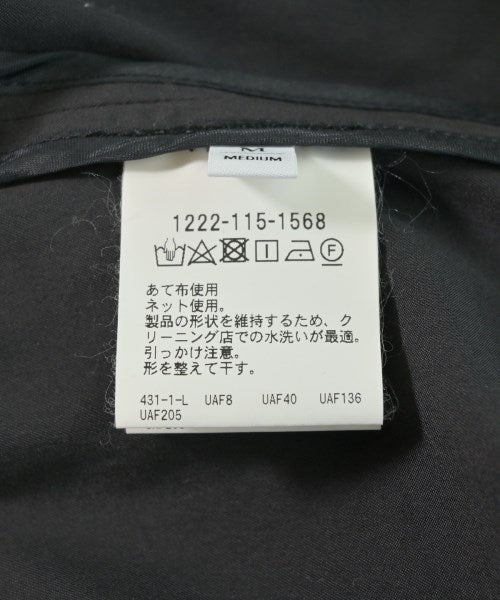 M
MEDIUM
1222-115-1568
F
あて布使用
ネット使用。
製品の形状を維持するため、ク
リーニング店での水洗いが最適。
引っかけ注意。
形を整えて干す。
431-1-L UAF8 UAF40 UAF136
UAF205